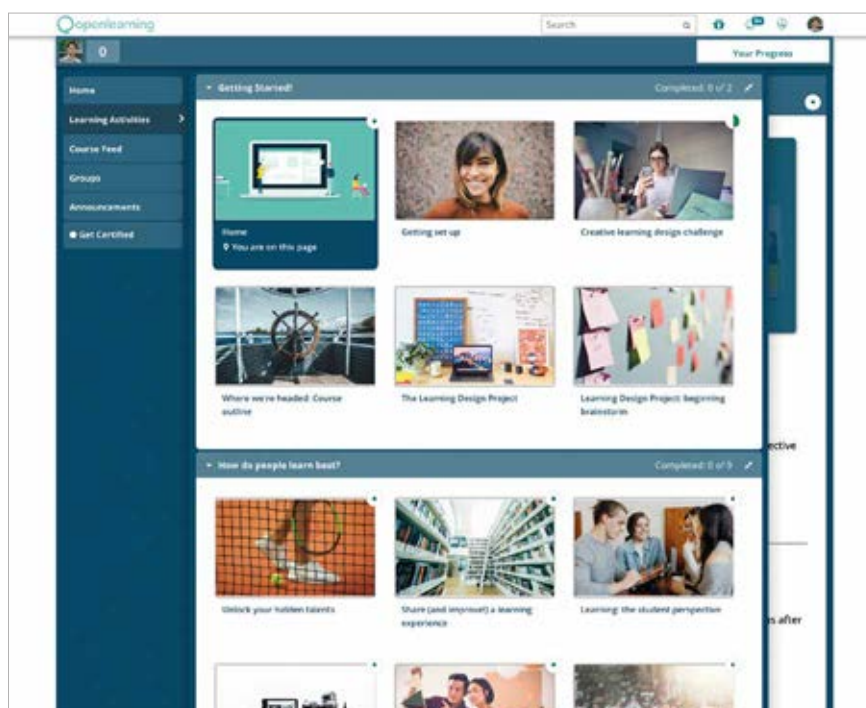 openlearning
Search
0
Your Progress
Home
Learning Activities
Course Feed
Groups
Announcements
Get Certified
Getting Started!
Completed: 0 of 2
Home
You are on this page
Getting set up
Creative learning design challenge
Where we're headed: Course
outline
The Learning Design Project
Learning Design Project: beginning
brainstorm
ective
How do people learn best?
Completed: 0 of 9
Unlock your hidden talents
Share (and improve!) a learning
experience
Learning: the student perspective
s after